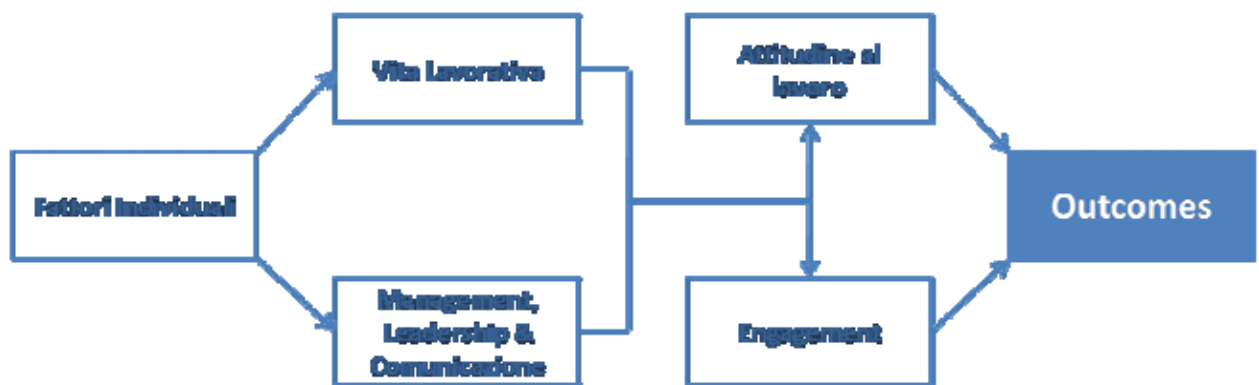 Vita Lavorativa
Attitudine al
lavoro
Fattori Individuali
Outcomes
Management,
Leadership &
Comunicazione
Engagement